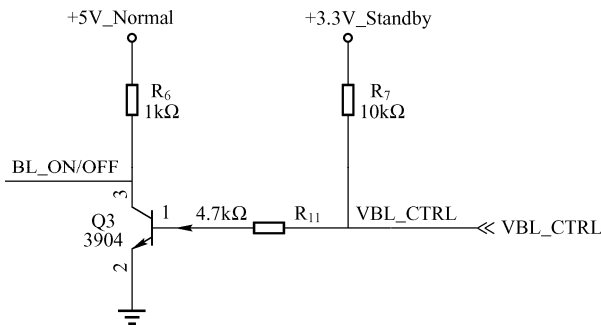 +5V_Normal
+3.3V_Standby
R6
1kΩ
R7
10kΩ
BL_ON/OFF
3
Q3
3904
1
4.7kΩ
R11
VBL_CTRL
VBL_CTRL
2